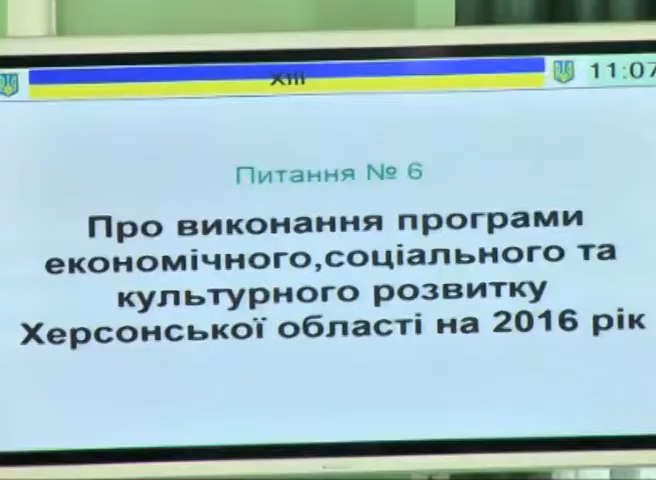 XIII
11:07
Питання № 6
Про виконання програми
економічного,соціального та
культурного розвитку
Херсонської області на 2016 рік